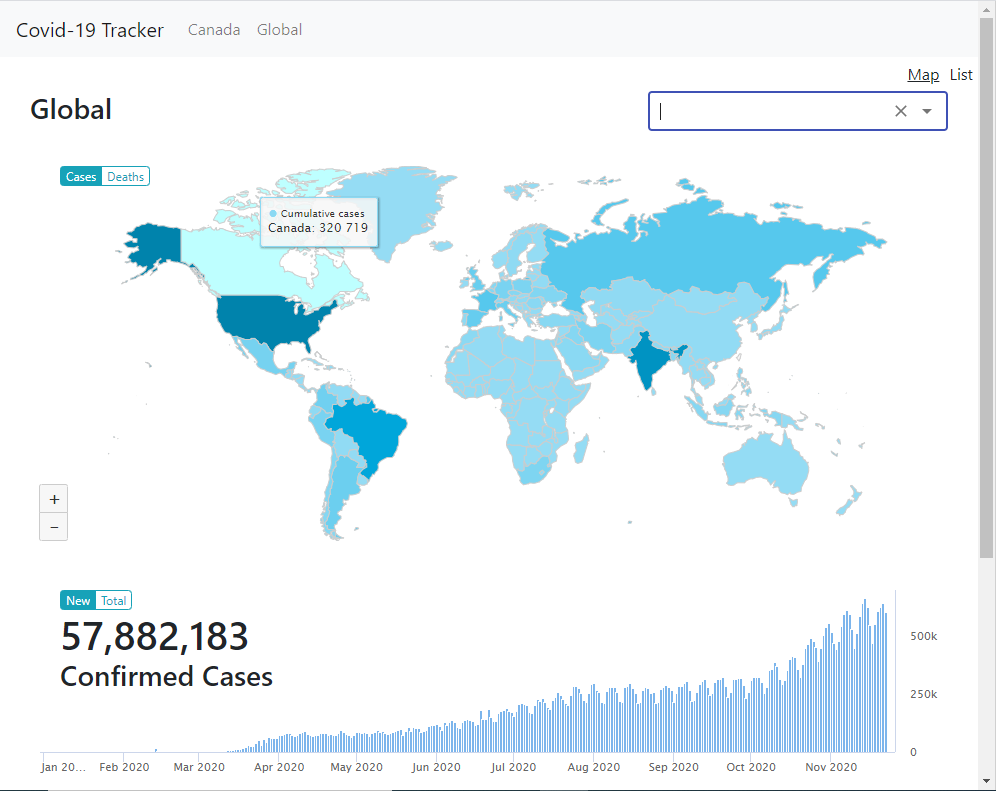 Covid-19 Tracker Canada Global
Map List
Global
Cases Deaths
Cumulative cases
Canada: 320 719
+
−
New Total
57,882,183
Confirmed Cases
500k
250k
0
Jan 20... Feb 2020 Mar 2020 Apr 2020 May 2020 Jun 2020 Jul 2020 Aug 2020 Sep 2020 Oct 2020 Nov 2020